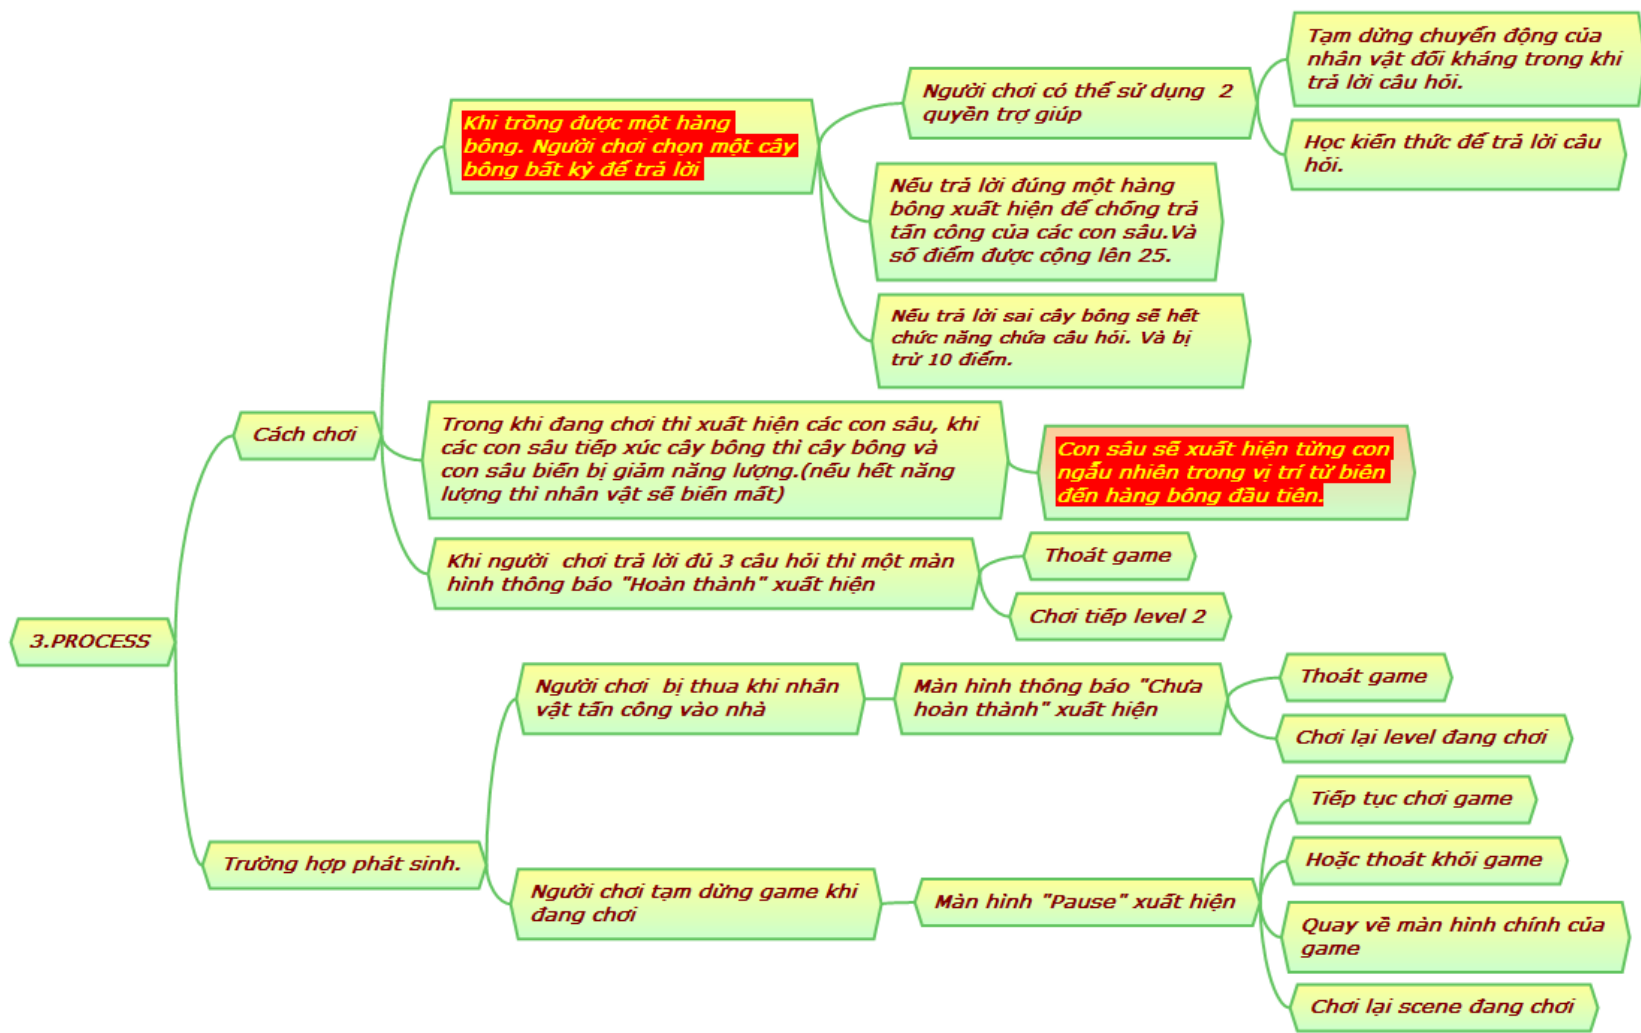 3.PROCESS
Cách chơi
Khi trồng được một hàng
bông. Người chơi chọn một cây
bông bất kỳ để trả lời
Người chơi có thể sử dụng 2
quyền trợ giúp
Tạm dừng chuyển động của
nhân vật đối kháng trong khi
trả lời câu hỏi.
Học kiến thức để trả lời câu
hỏi.
Nếu trả lời đúng một hàng
bông xuất hiện để chống trả
tấn công của các con sâu.Và
số điểm được cộng lên 25.
Nếu trả lời sai cây bông sẽ hết
chức năng chứa câu hỏi. Và bị
trừ 10 điểm.
Trong khi đang chơi thì xuất hiện các con sâu, khi
các con sâu tiếp xúc cây bông thì cây bông và
con sâu biến bị giảm năng lượng.(nếu hết năng
lượng thì nhân vật sẽ biến mất)
Con sâu sẽ xuất hiện từng con
ngẫu nhiên trong vị trí từ biên
đến hàng bông đầu tiên.
Khi người chơi trả lời đủ 3 câu hỏi thì một màn
hình thông báo "Hoàn thành" xuất hiện
Thoát game
Chơi tiếp level 2
Trường hợp phát sinh.
Người chơi bị thua khi nhân
vật tấn công vào nhà
Màn hình thông báo "Chưa
hoàn thành" xuất hiện
Thoát game
Chơi lại level đang chơi
Người chơi tạm dừng game khi
đang chơi
Màn hình "Pause" xuất hiện
Tiếp tục chơi game
Hoặc thoát khỏi game
Quay về màn hình chính của
game
Chơi lại scene đang chơi